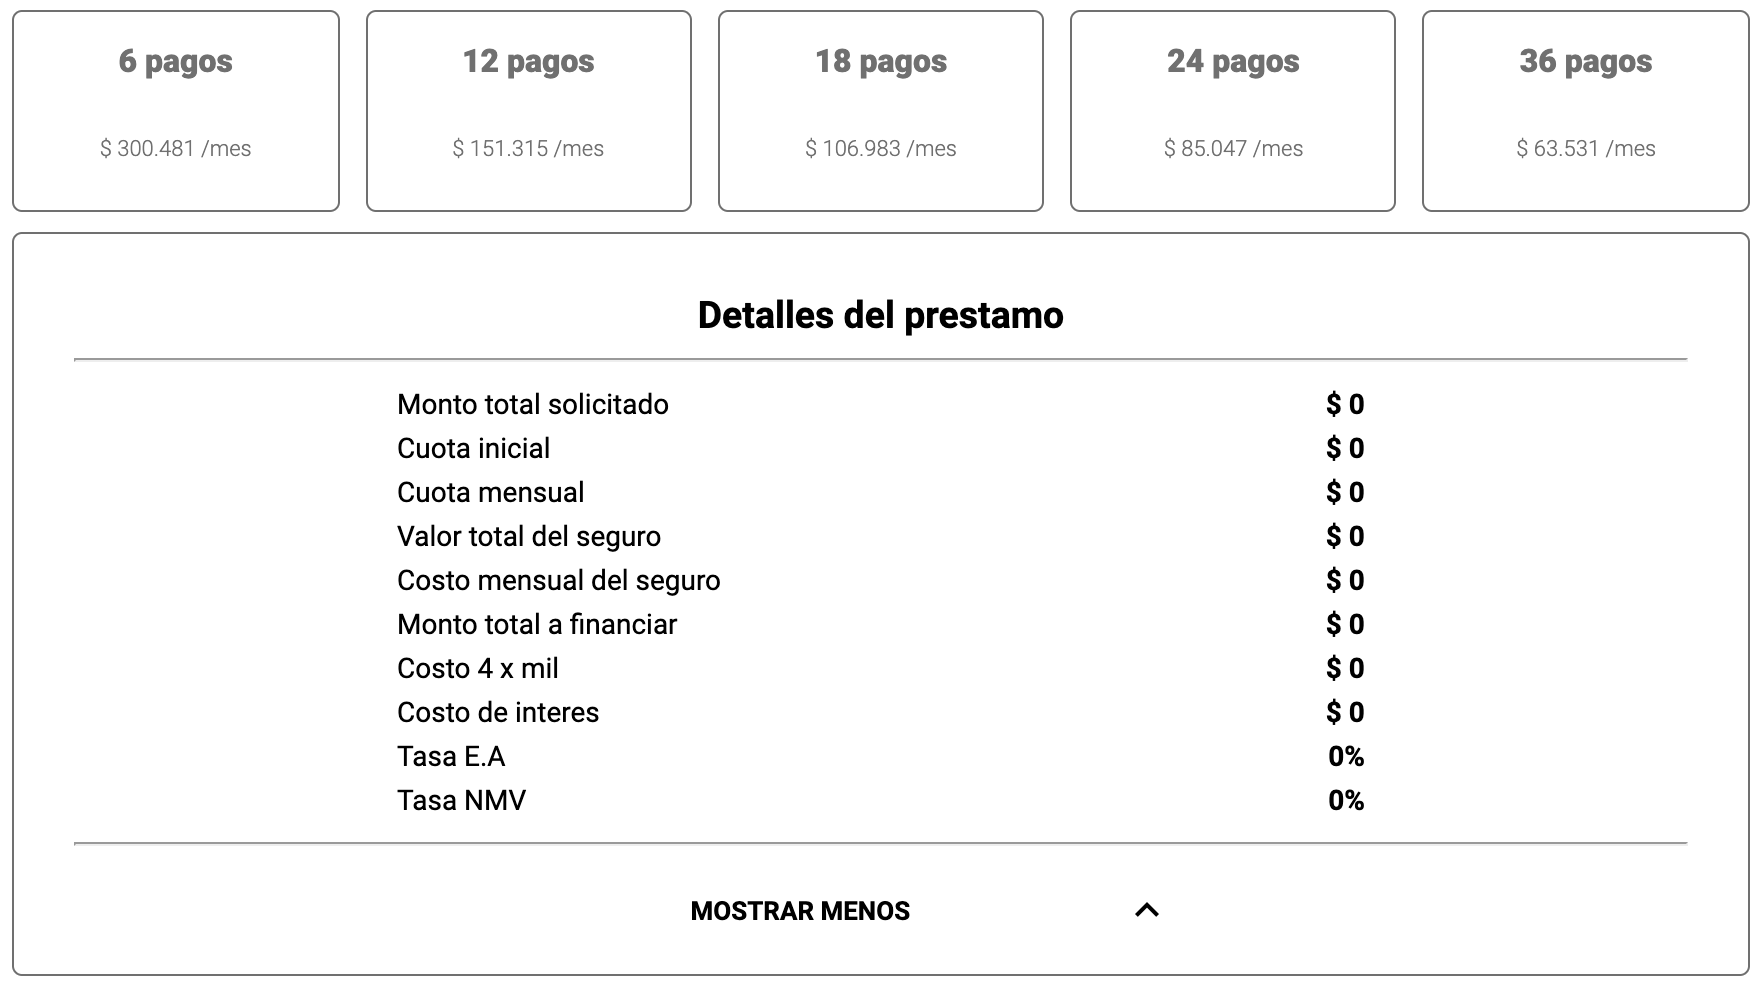 6 pagos
$ 300.481 /mes
12 pagos
$ 151.315 /mes
18 pagos
$ 106.983 /mes
24 pagos
$ 85.047 /mes
36 pagos
$ 63.531 /mes
Detalles del prestamo
Monto total solicitado $ 0
Cuota inicial $ 0
Cuota mensual $ 0
Valor total del seguro $ 0
Costo mensual del seguro $ 0
Monto total a financiar $ 0
Costo 4 x mil $ 0
Costo de interes $ 0
Tasa E.A 0%
Tasa NMV 0%
MOSTRAR MENOS